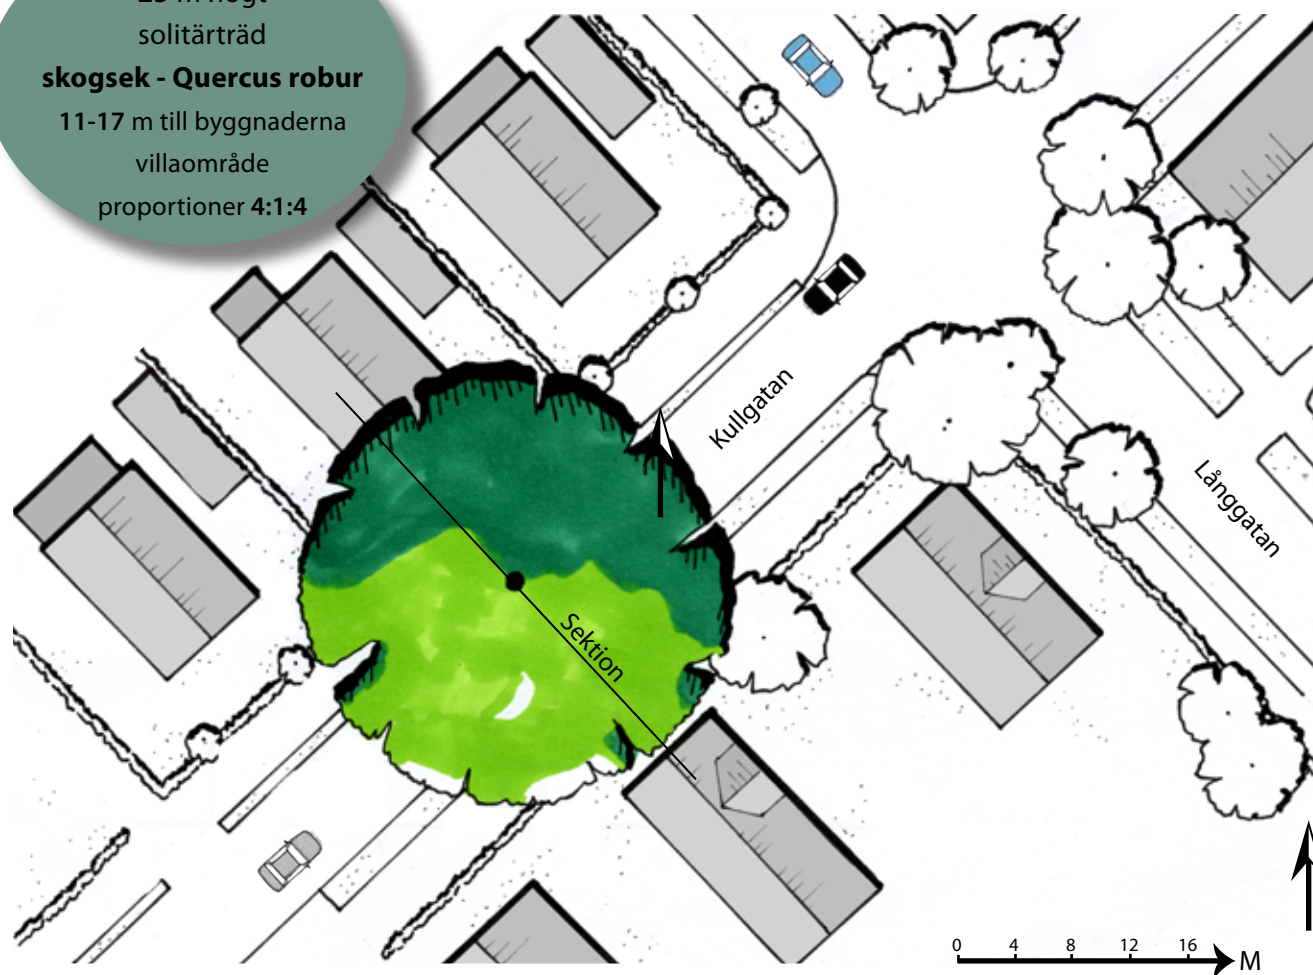 m högt
solitärträd
skogsek - Quercus robur
11-17 m till byggnaderna
villaområde
proportioner 4:1:4
Kullgatan
Långgatan
Sektion
0 4 8 12 16 M